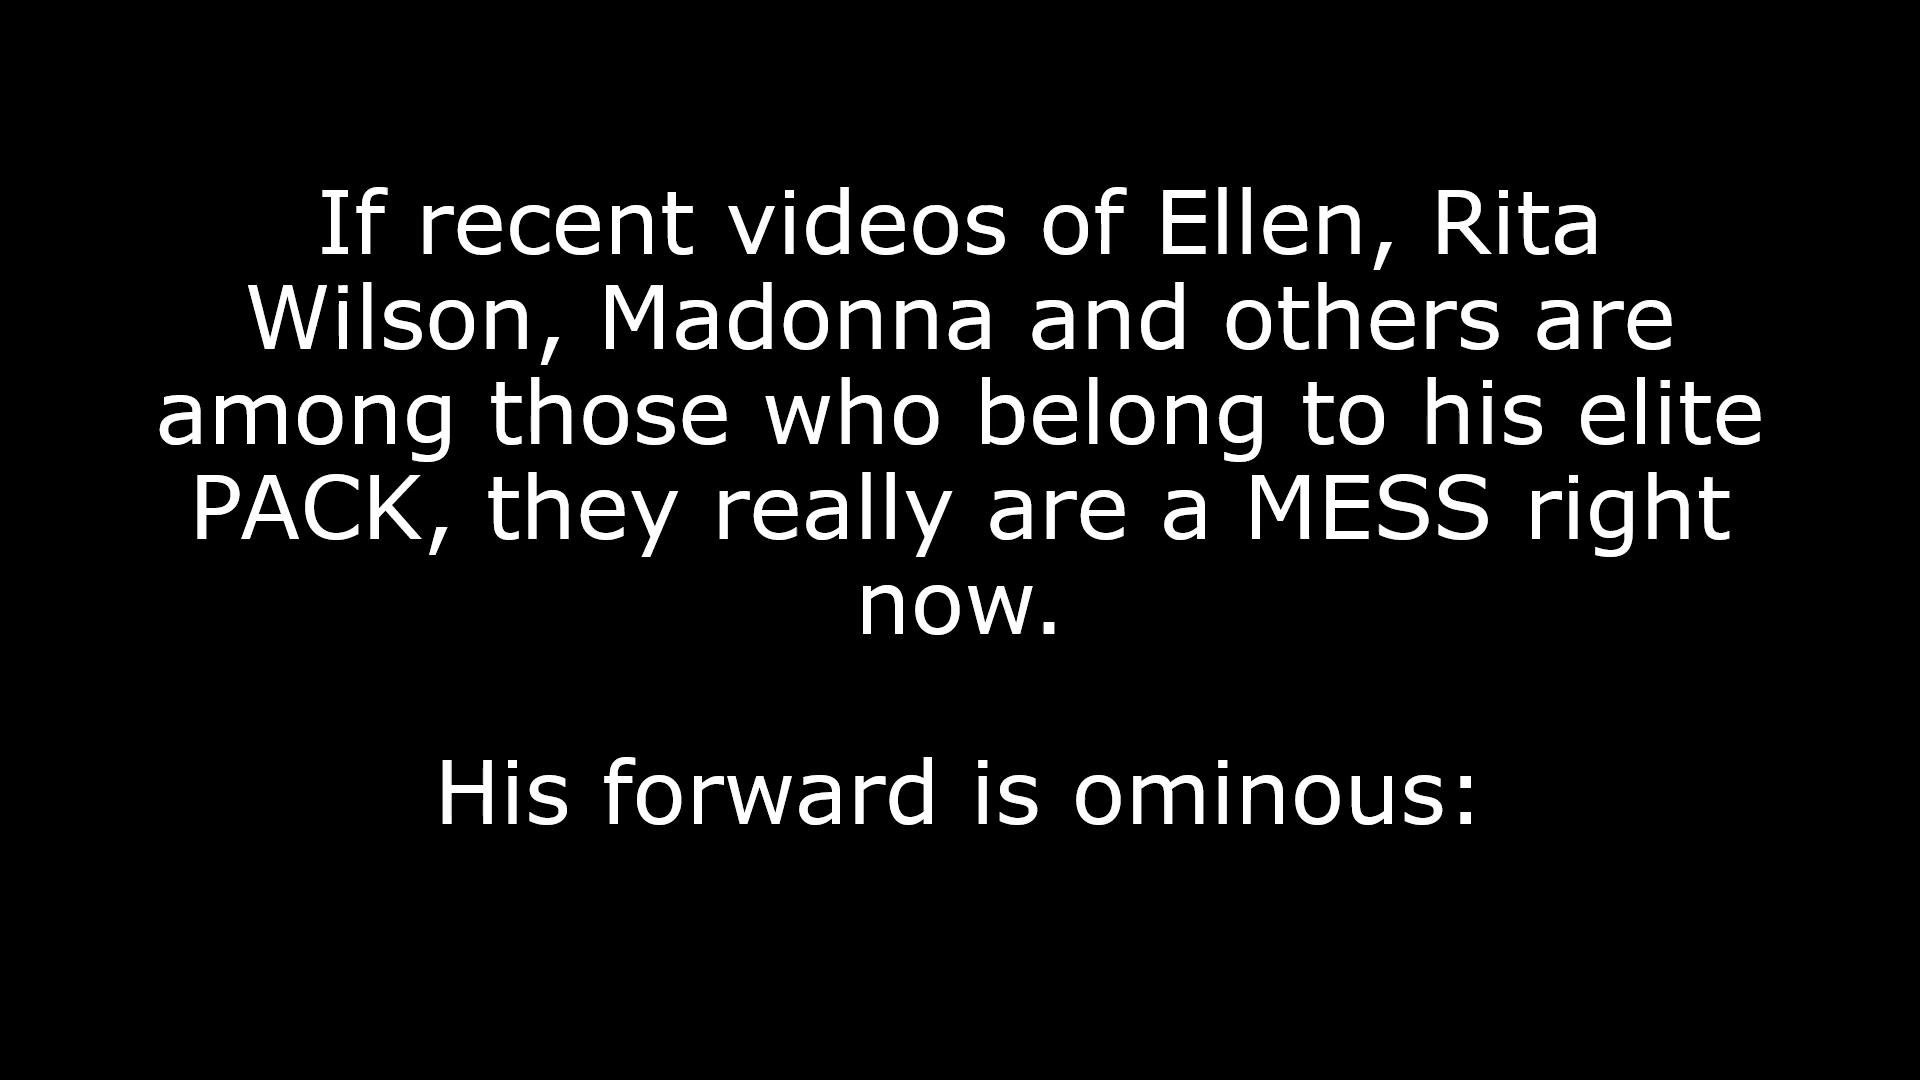 If recent videos of Ellen, Rita
Wilson, Madonna and others are
among those who belong to his elite
PACK, they really are a MESS right
now.
His forward is ominous: